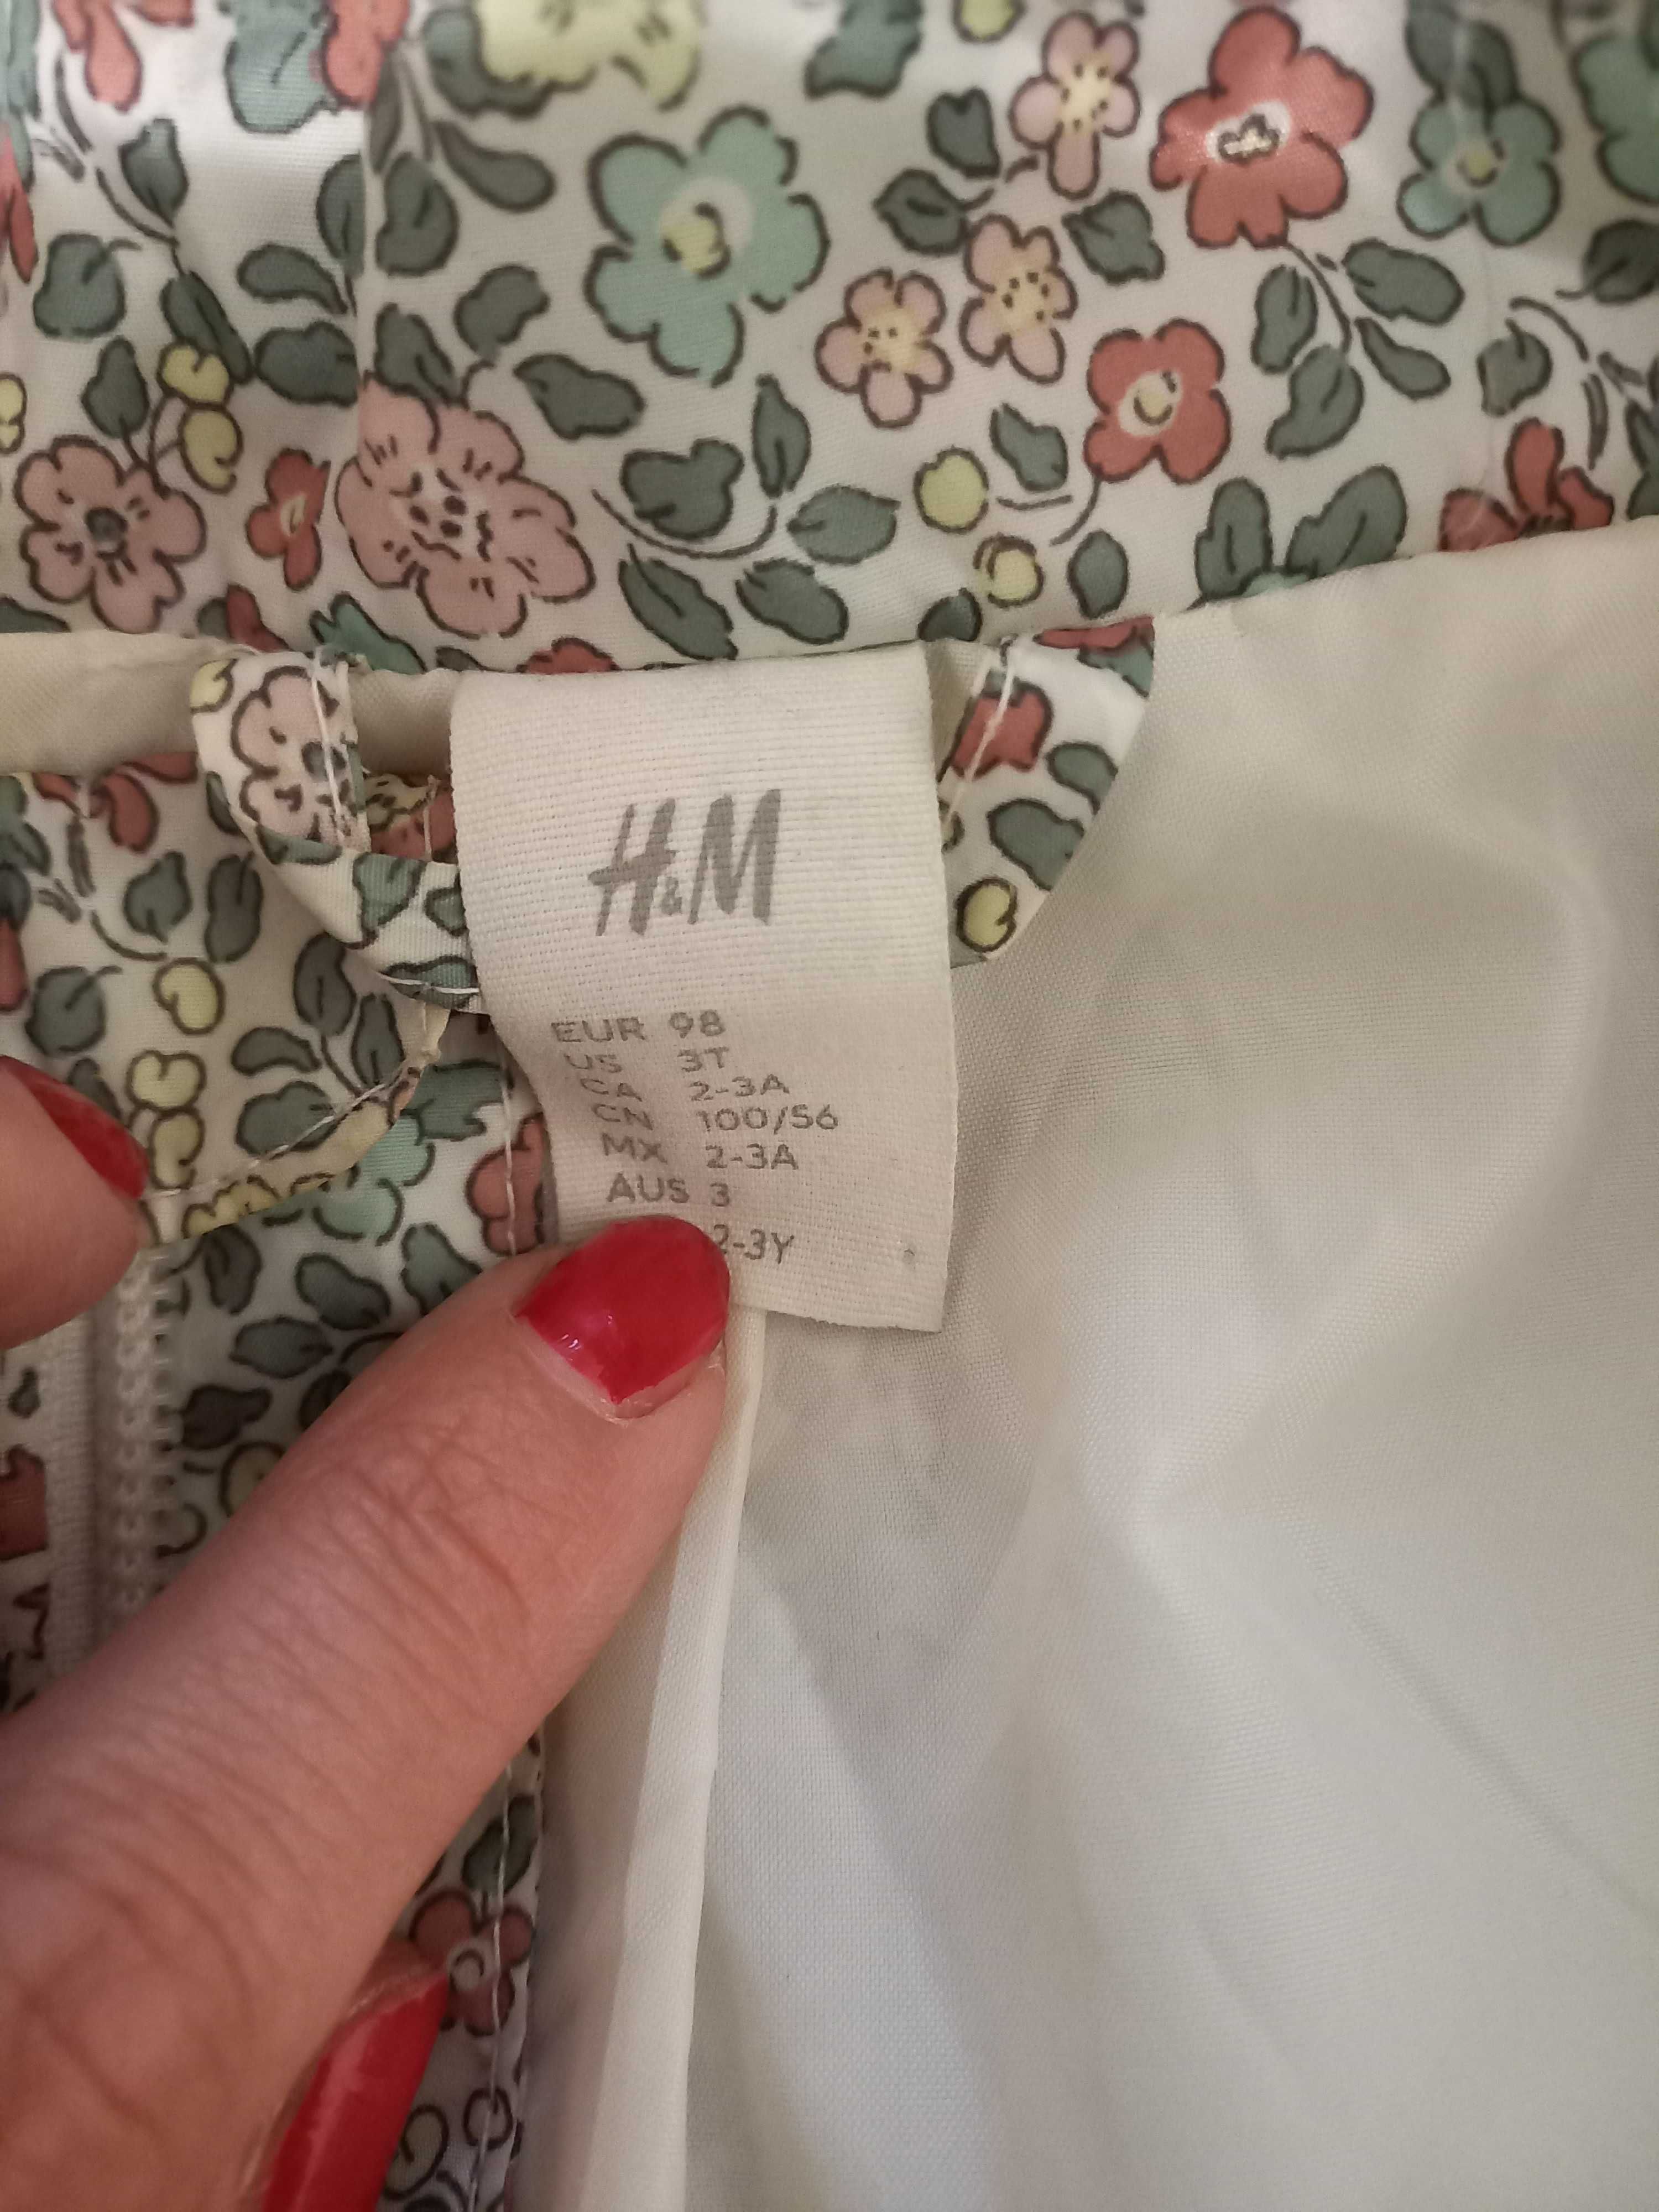 H&M
EUR 98
US 3T
CA 2-3A
CN 100/56
MX 2-3A
AUS 3
2-3Y